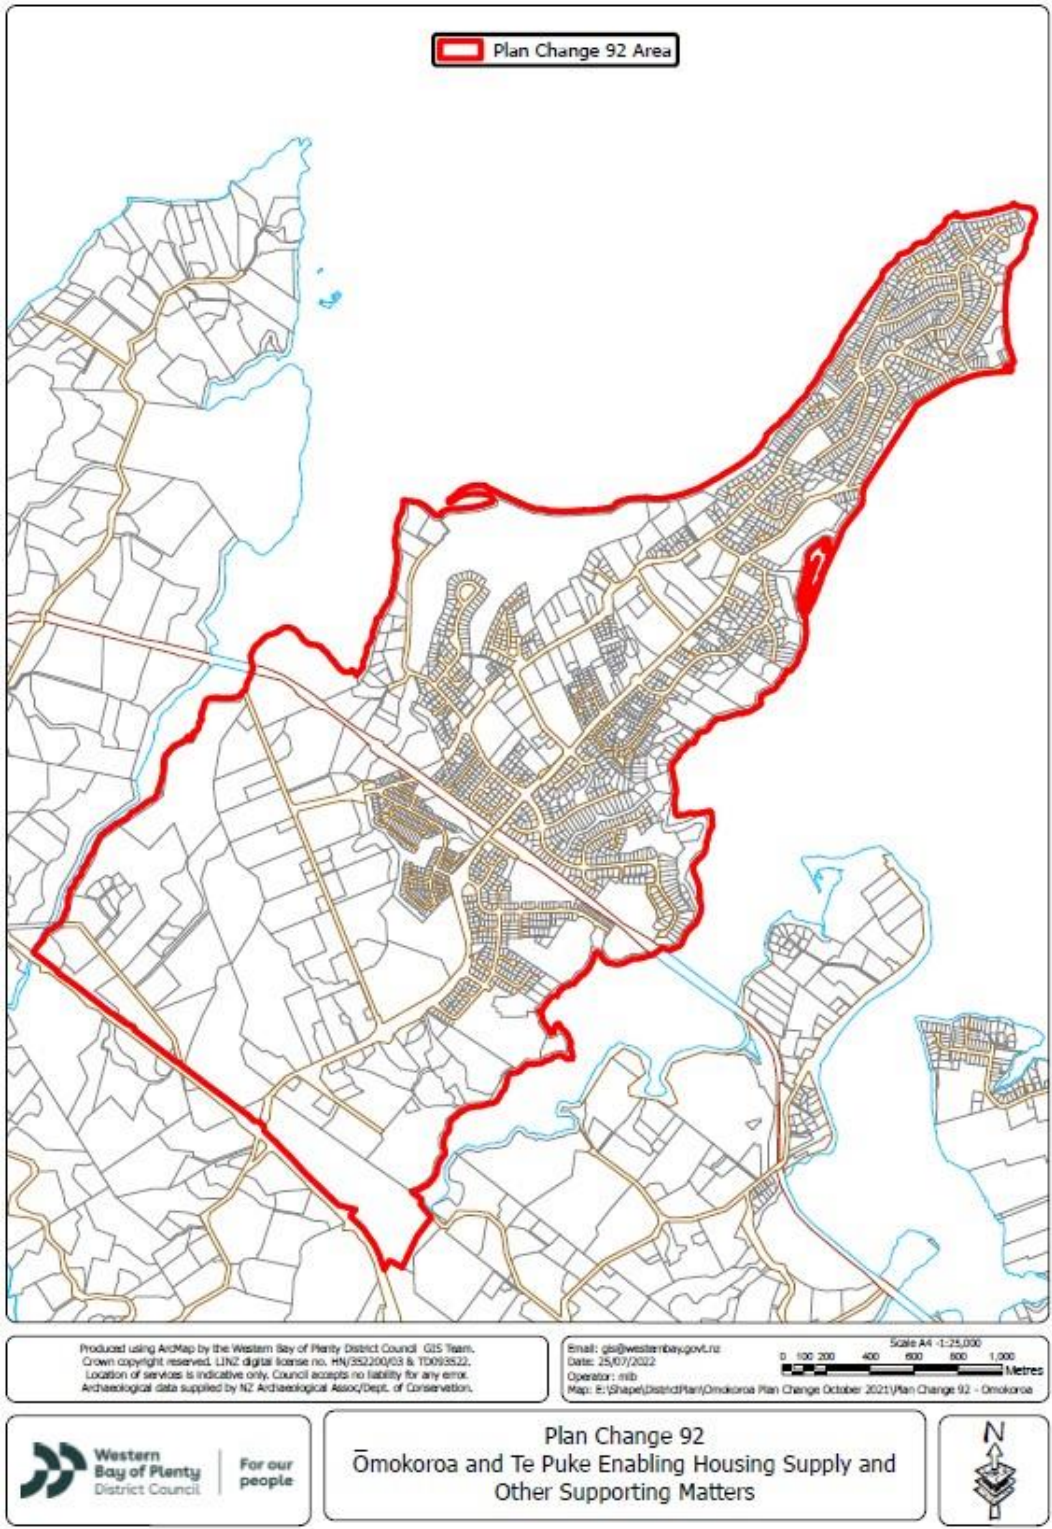 Plan Change 92 Area
Produced using ArcMap by the Western Bay of Plenty District Council GIS Team.
Crown copyright reserved. LINZ digital license no. HN/352200/03 & TD093522.
Location of services is indicative only. Council accepts no liability for any error.
Archaeological data supplied by NZ Archaeological Assoc/Dept. of Conservation.
Email: gis@westernbay.govt.nz
Date: 25/07/2022
Operator: mlb
Map: E:\Shape\DistrictPlan\Omokoroa Plan Change October 2021\Plan Change 92 - Omokoroa
Scale A4 -1:25,000
0 100 200 400 600 800 1,000
Metres
Western
Bay of Plenty
District Council
For our
people
Plan Change 92
Ōmokoroa and Te Puke Enabling Housing Supply and
Other Supporting Matters
N